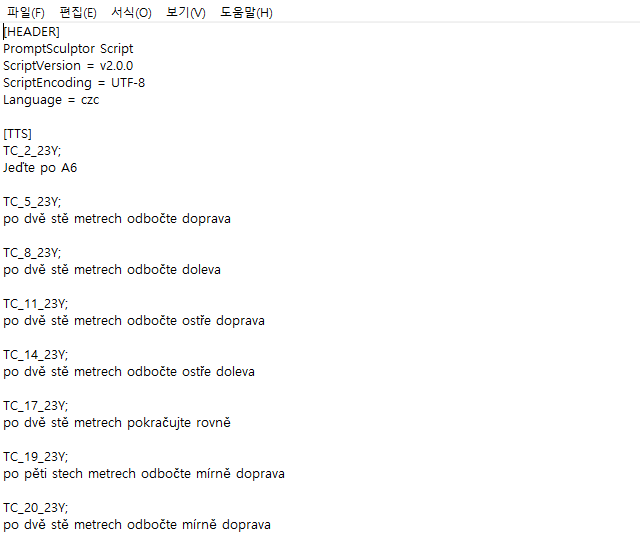 파일(F) 편집(E) 서식(O) 보기(V) 도움말(H)
[HEADER]
PromptSculptor Script
ScriptVersion = v2.0.0
ScriptEncoding = UTF-8
Language = czc

[TTS]
TC_2_23Y;
Jeďte po A6

TC_5_23Y;
po dvě stě metrech odbočte doprava

TC_8_23Y;
po dvě stě metrech odbočte doleva

TC_11_23Y;
po dvě stě metrech odbočte ostře doprava

TC_14_23Y;
po dvě stě metrech odbočte ostře doleva

TC_17_23Y;
po dvě stě metrech pokračujte rovně

TC_19_23Y;
po pěti stech metrech odbočte mírně doprava

TC_20_23Y;
po dvě stě metrech odbočte mírně doprava